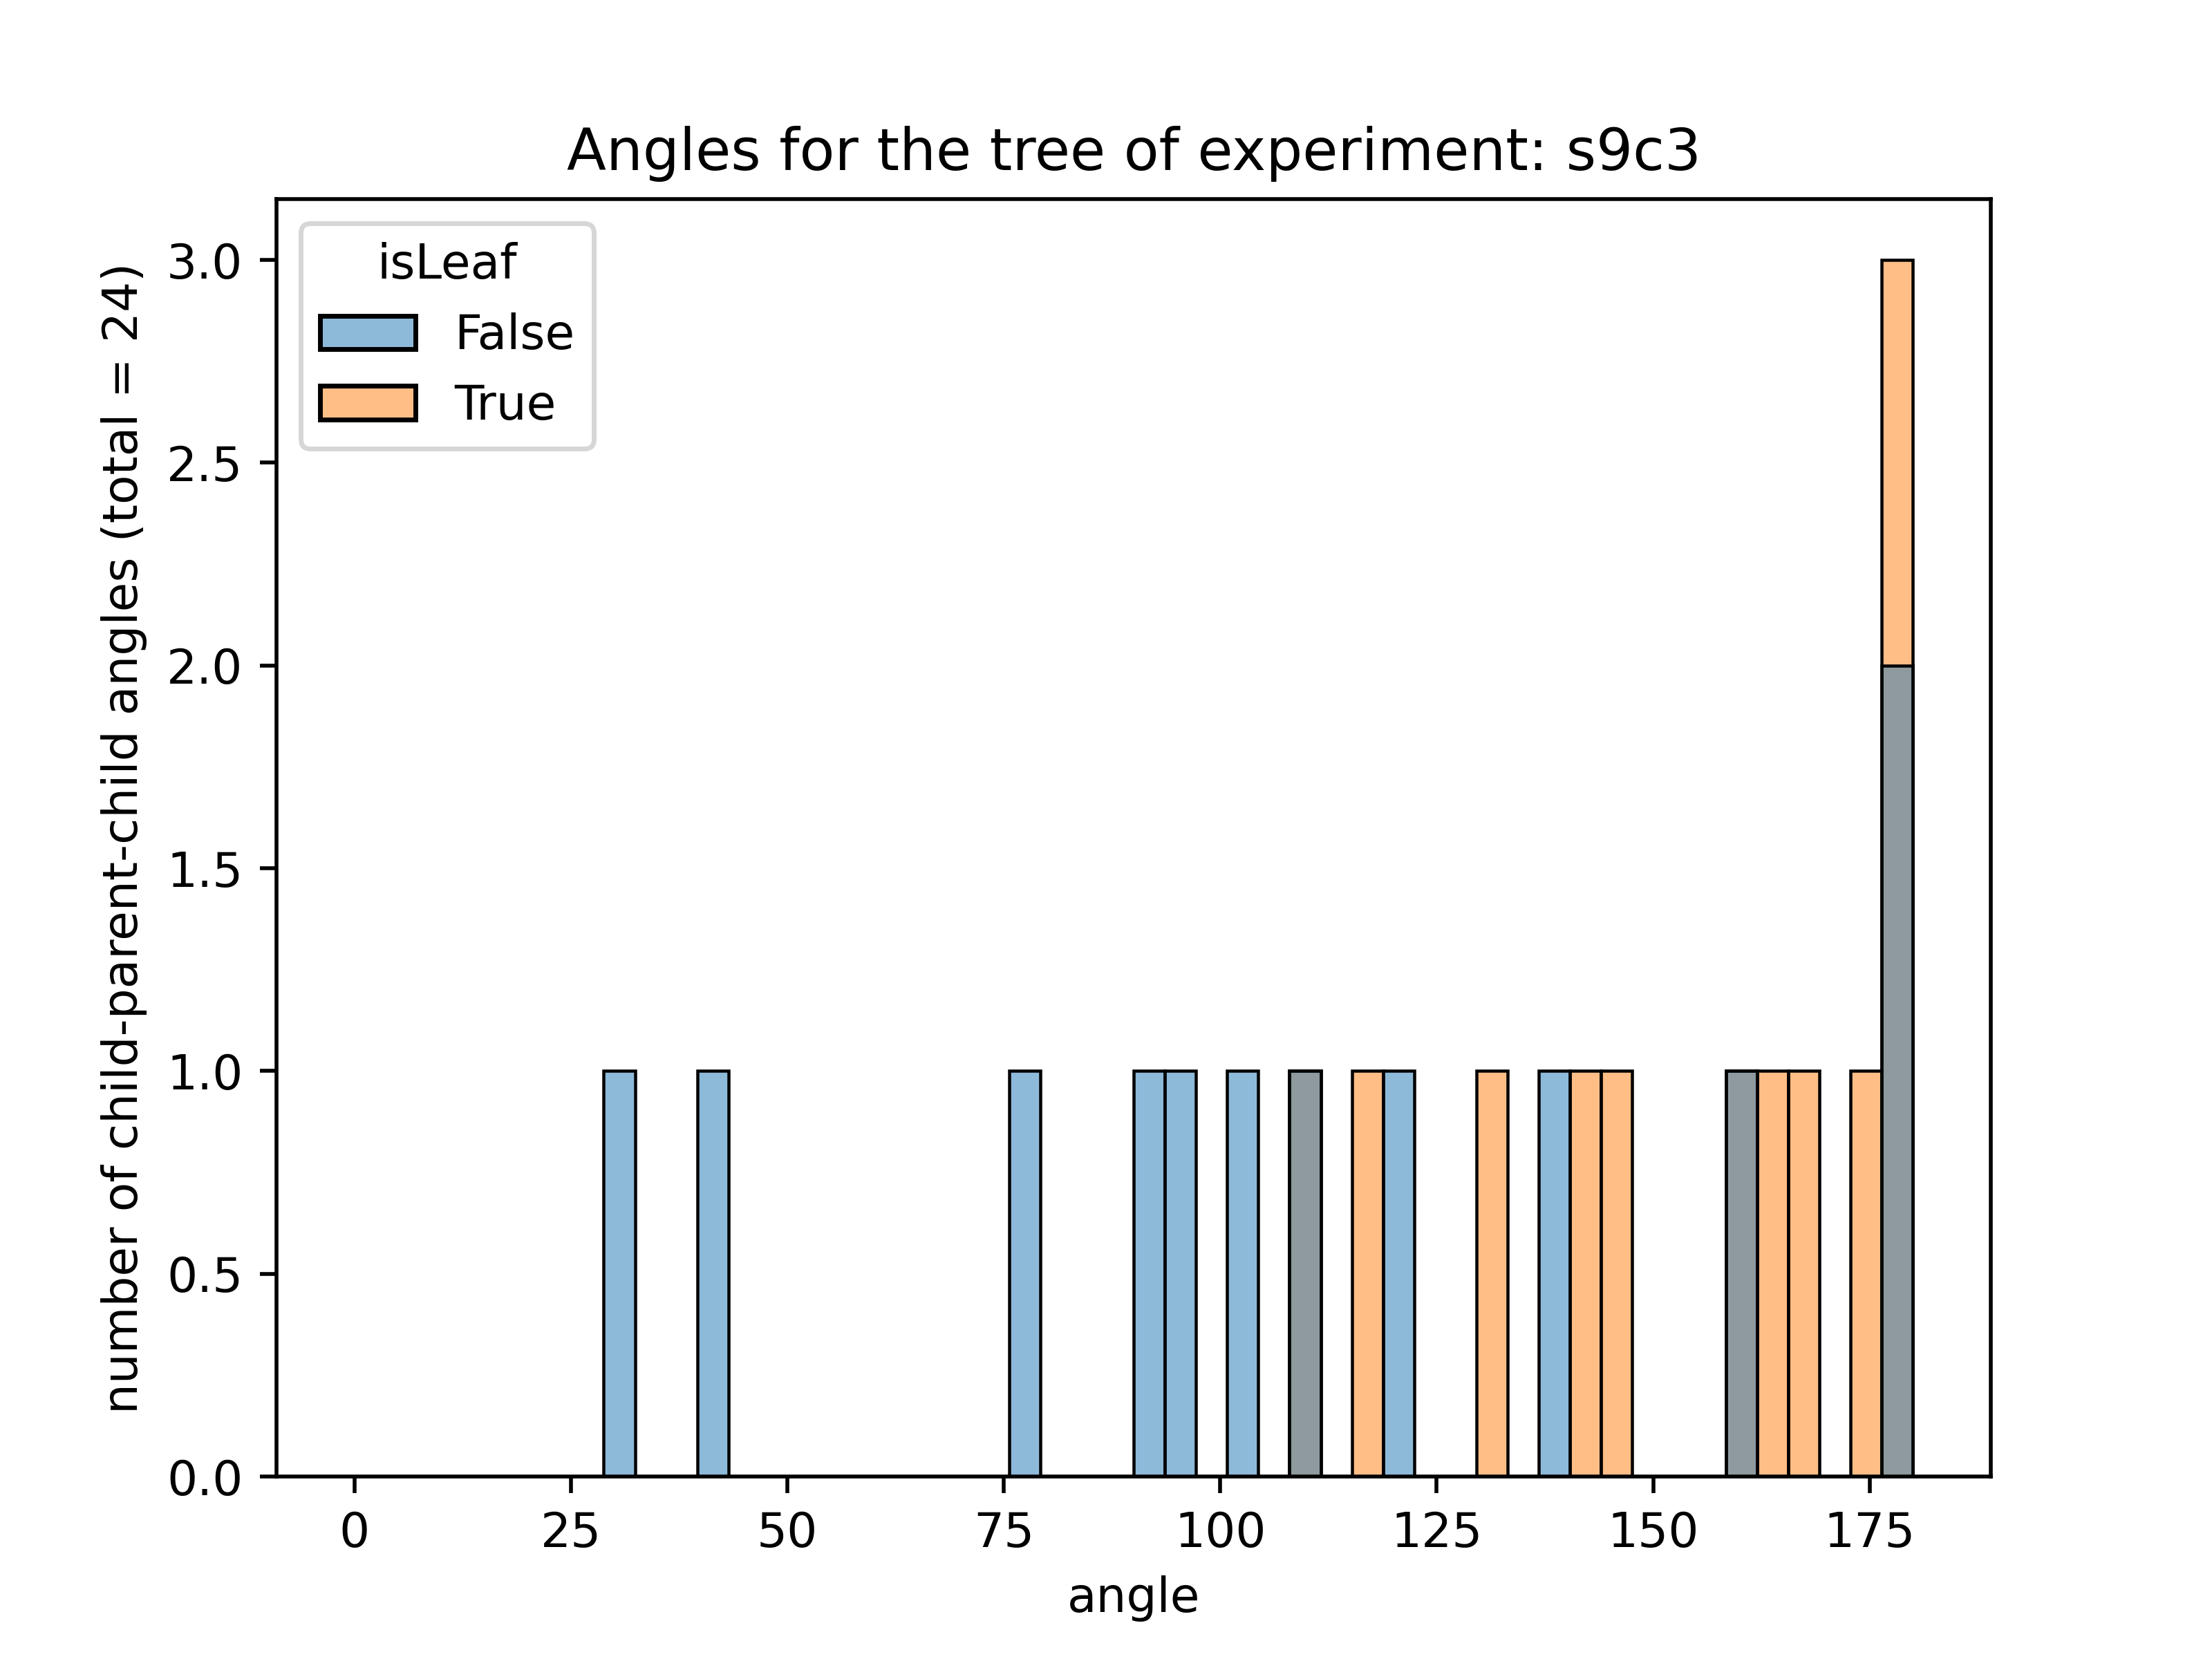 Angles for the tree of experiment: s9c3
isLeaf
False
True
number of child-parent-child angles (total = 24)
3.0
2.5
2.0
1.5
1.0
0.5
0.0
0 25 50 75 100 125 150 175
angle